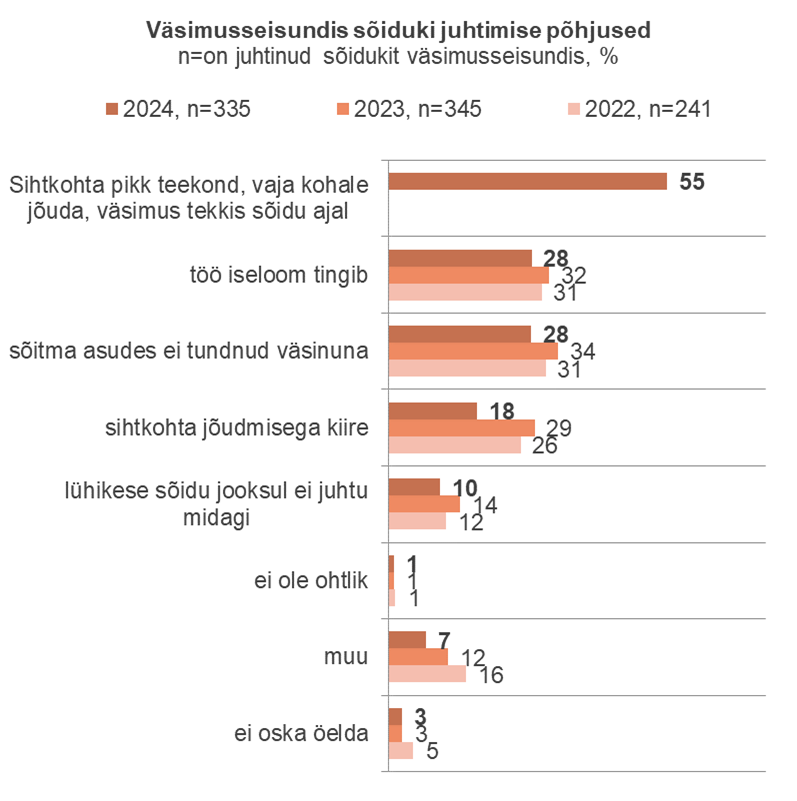 Väsimusseisundis sõiduki juhtimise põhjused
n=on juhtinud sõidukit väsimusseisundis, %
2024, n=335 2023, n=345 2022, n=241
Sihtkohta pikk teekond, vaja kohale
jõuda, väsimus tekkis sõidu ajal
55
töö iseloom tingib
28
32
31
sõitma asudes ei tundnud väsinuna
28
34
31
sihtkohta jõudmisega kiire
18
29
26
lühikese sõidu jooksul ei juhtu
midagi
10
14
12
ei ole ohtlik
1
1
1
muu
7
12
16
ei oska öelda
3
3
5